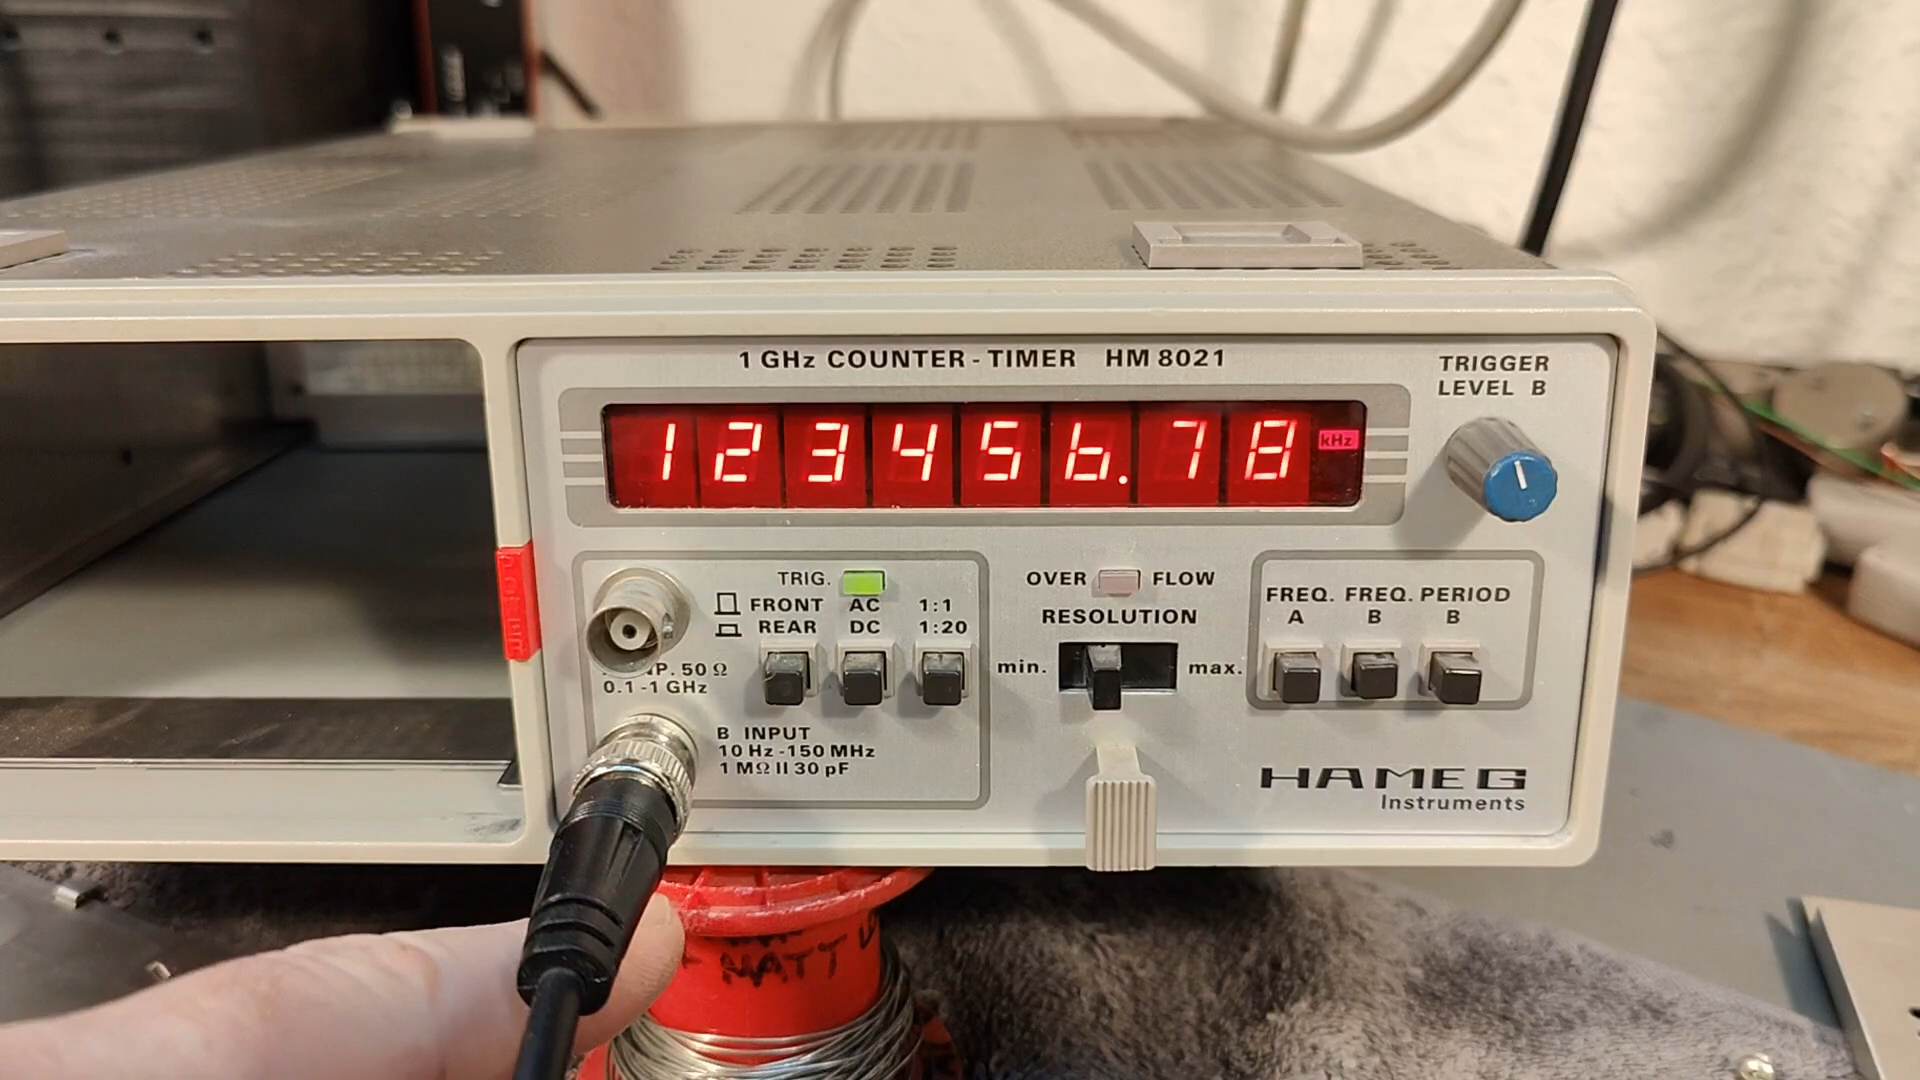 1 GHz COUNTER - TIMER HM 8021
TRIGGER
LEVEL B
123456.78
kHz
TRIG.
FRONT AC 1:1
REAR DC 1:20
50 Ω
0.1 - 1 GHz
B INPUT
10 Hz - 150 MHz
1 MΩ II 30 pF
OVER FLOW
RESOLUTION
min. max.
FREQ. FREQ. PERIOD
A B B
HAMEG
Instruments
MATT